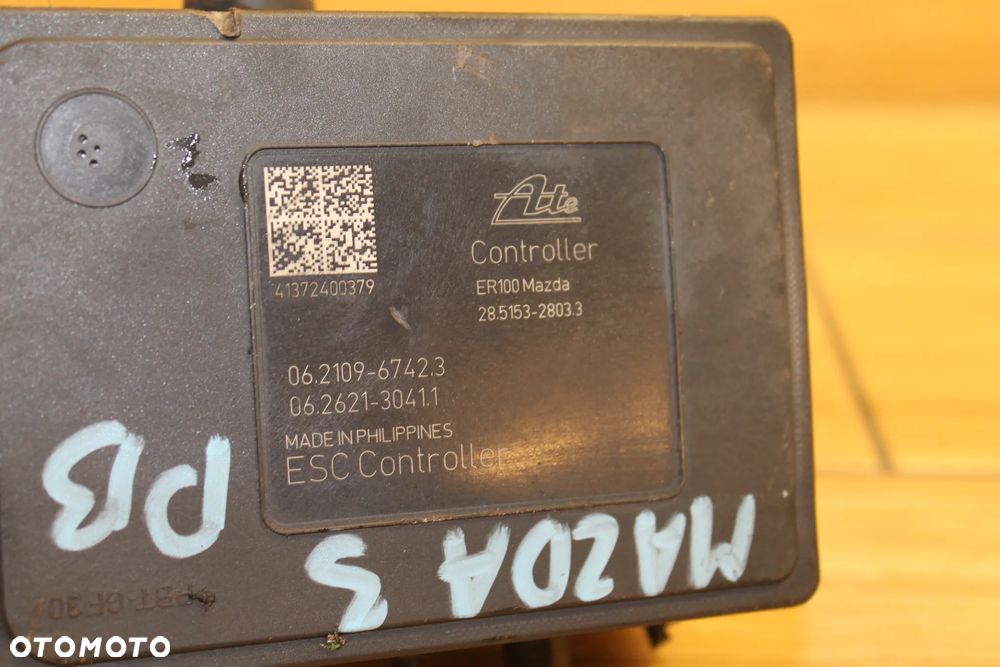 Ate
Controller
ER100 Mazda
28.5153-2803.3
41372400379
06.2109-6742.3
06.2621-3041.1
MADE IN PHILIPPINES
ESC Controller
MAZDA 3
PB
OTOMOTO